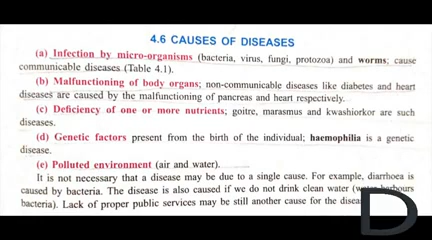 4.6 CAUSES OF DISEASES
(a) Infection by micro-organisms (bacteria, virus, fungi, protozoa) and worms; cause
communicable diseases (Table 4.1).
(b) Malfunctioning of body organs; non-communicable diseases like diabetes and heart
diseases are caused by the malfunctioning of pancreas and heart respectively.
(c) Deficiency of one or more nutrients; goitre, marasmus and kwashiorkor are such
diseases.
(d) Genetic factors present from the birth of the individual; haemophilia is a genetic
disease.
(e) Polluted environment (air and water).
It is not necessary that a disease may be due to a single cause. For example, diarrhoea is
caused by bacteria. The disease is also caused if we do not drink clean water (water harbours
bacteria). Lack of proper public services may be still another cause for the
D